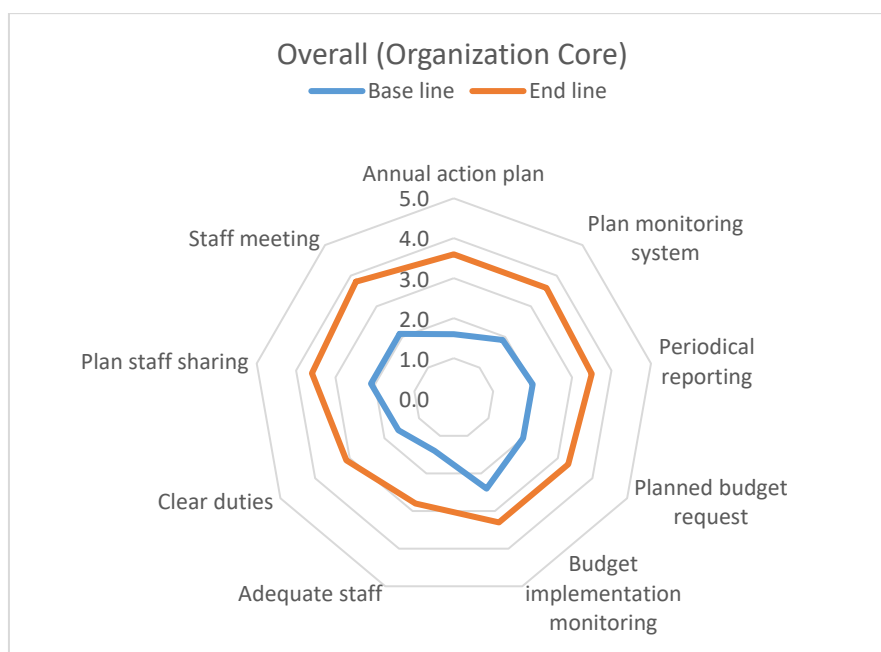 Overall (Organization Core)
Base line End line
Annual action plan
5.0
4.0
3.0
2.0
1.0
0.0
Plan monitoring
system
Periodical
reporting
Planned budget
request
Budget
implementation
monitoring
Adequate staff
Clear duties
Plan staff sharing
Staff meeting